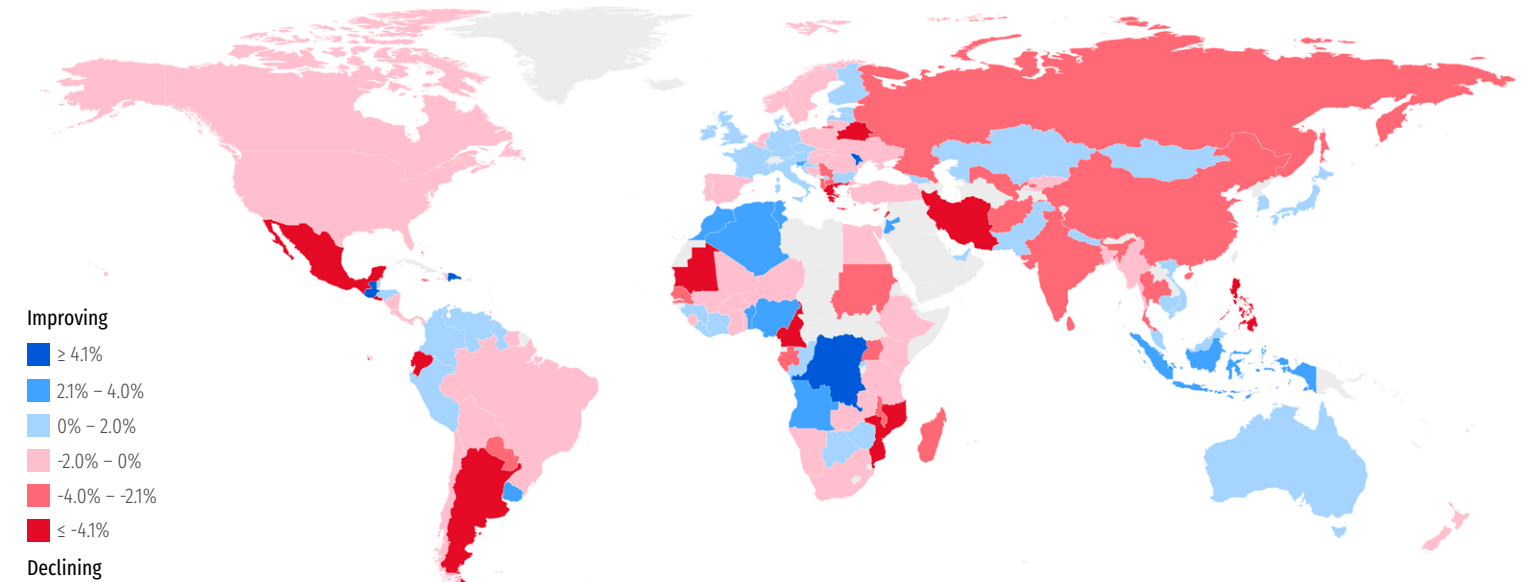 Improving
≥ 4.1%
2.1% – 4.0%
0% – 2.0%
-2.0% – 0%
-4.0% – -2.1%
≤ -4.1%
Declining